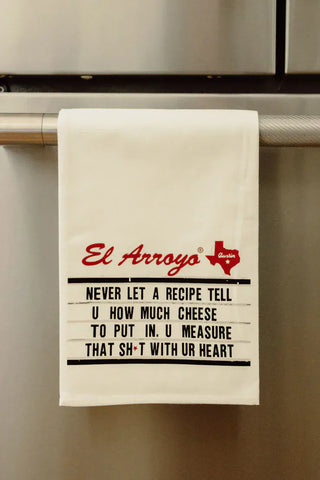 El Arroyo® Austin
NEVER LET A RECIPE TELL
U HOW MUCH CHEESE
TO PUT IN. U MEASURE
THAT SH♥T WITH UR HEART